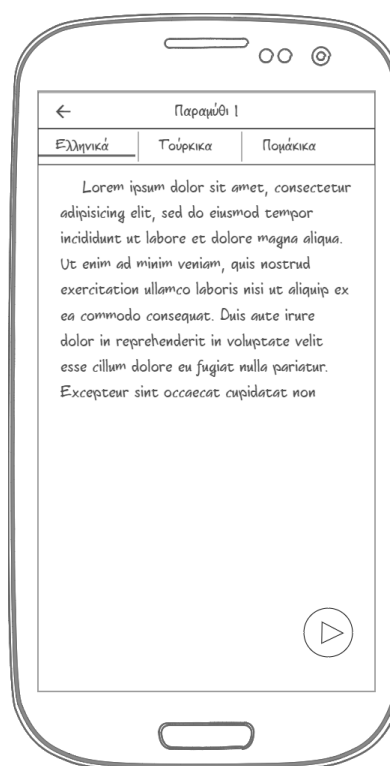 Παραμύθι 1
Ελληνικά Τούρκικα Πομάκικα
Lorem ipsum dolor sit amet, consectetur
adipisicing elit, sed do eiusmod tempor
incididunt ut labore et dolore magna aliqua.
Ut enim ad minim veniam, quis nostrud
exercitation ullamco laboris nisi ut aliquip ex
ea commodo consequat. Duis aute irure
dolor in reprehenderit in voluptate velit
esse cillum dolore eu fugiat nulla pariatur.
Excepteur sint occaecat cupidatat non